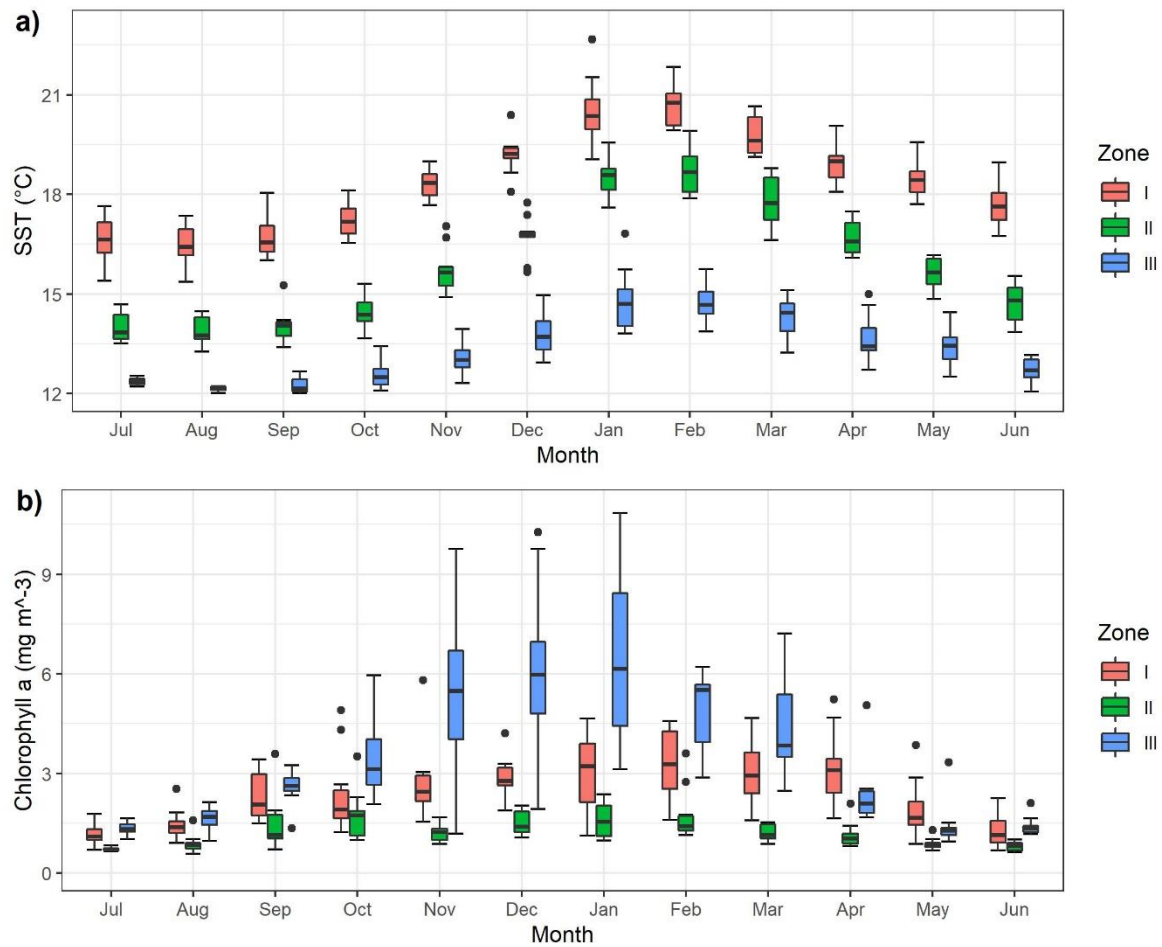 a)
SST (°C)
21
18
15
12
Jul Aug Sep Oct Nov Dec Jan Feb Mar Apr May Jun
Month
Zone
I
II
III
b)
Chlorophyll a (mg m^-3)
9
6
3
0
Jul Aug Sep Oct Nov Dec Jan Feb Mar Apr May Jun
Month
Zone
I
II
III